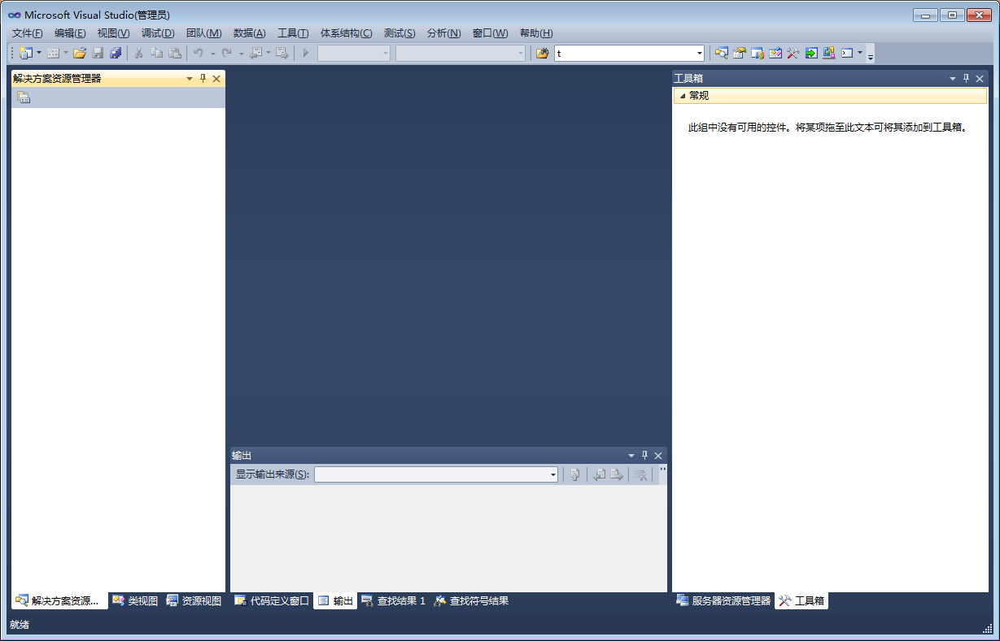 Microsoft Visual Studio(管理员)
文件(F) 编辑(E) 视图(V) 调试(D) 团队(M) 数据(A) 工具(T) 体系结构(C) 测试(S) 分析(N) 窗口(W) 帮助(H)
t
解决方案资源管理器
工具箱
常规
此组中没有可用的控件。将某项拖至此文本可将其添加到工具箱。
输出
显示输出来源(S):
解决方案资源... 类视图 资源视图 代码定义窗口 输出 查找结果 1 查找符号结果 服务器资源管理器 工具箱
就绪